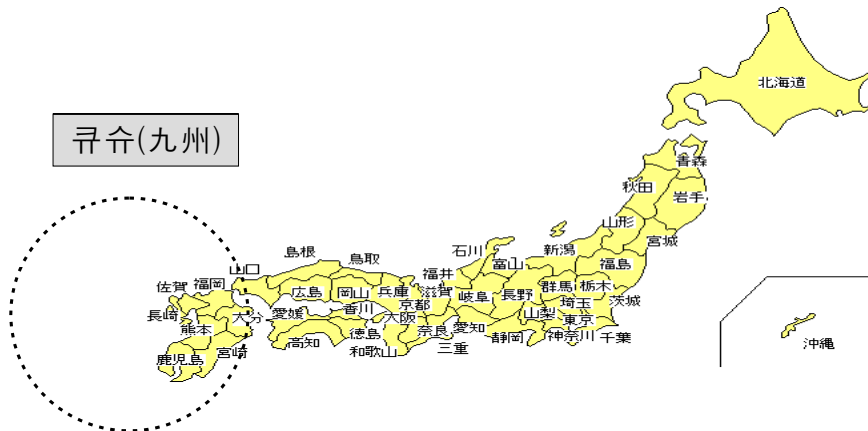 北海道
큐슈(九州)
青森
秋田
岩手
山形
宮城
新潟
石川
島根
鳥取
富山
福島
山口
福井
佐賀
福岡
広島
岡山
兵庫
京都
滋賀
岐阜
長野
群馬
栃木
茨城
埼玉
長崎
大分
愛媛
香川
大阪
奈良
愛知
山梨
東京
熊本
高知
徳島
和歌山
三重
静岡
神奈川
千葉
宮崎
鹿児島
沖縄